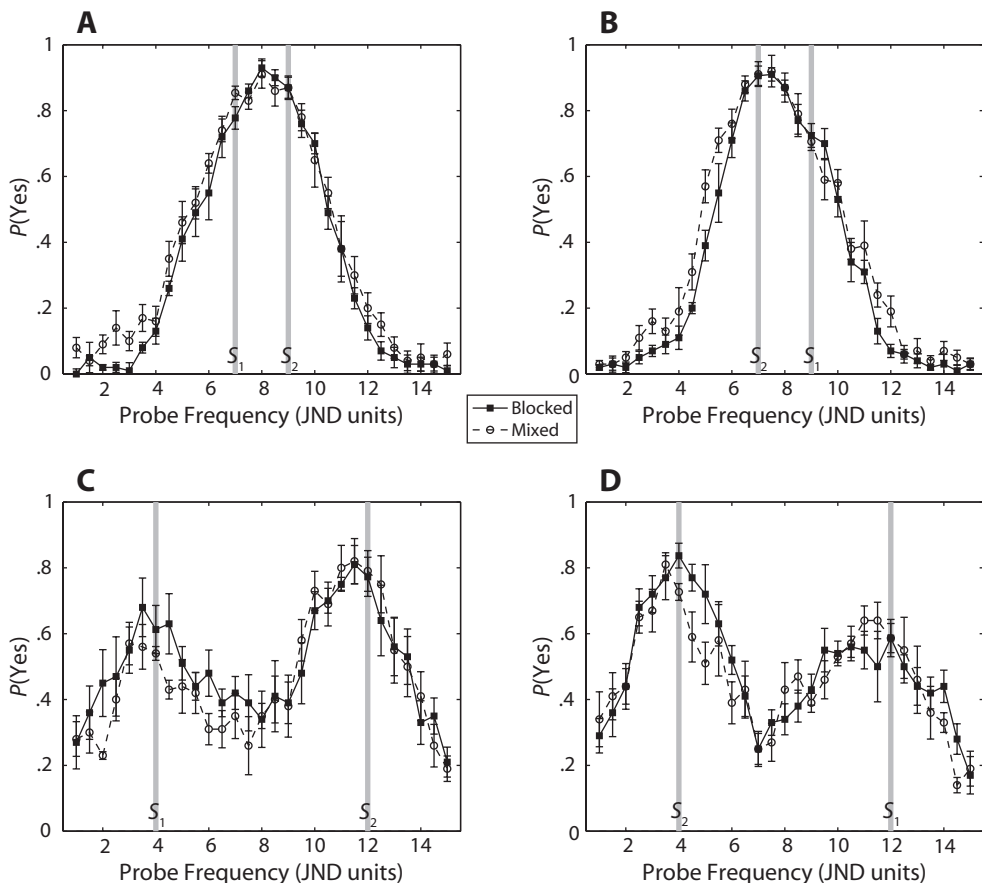 A
1
.8
.6
.4
.2
0
P(Yes)
S1
S2
2 4 6 8 10 12 14
Probe Frequency (JND units)
B
1
.8
.6
.4
.2
0
P(Yes)
S2
S1
2 4 6 8 10 12 14
Probe Frequency (JND units)
Blocked
Mixed
C
1
.8
.6
.4
.2
0
P(Yes)
S1
S2
2 4 6 8 10 12 14
Probe Frequency (JND units)
D
1
.8
.6
.4
.2
0
P(Yes)
S2
S1
2 4 6 8 10 12 14
Probe Frequency (JND units)